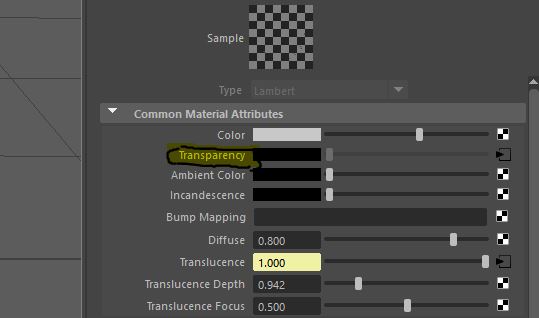 Sample
Type Lambert
Common Material Attributes
Color
Transparency
Ambient Color
Incandescence
Bump Mapping
Diffuse 0.800
Translucence 1.000
Translucence Depth 0.942
Translucence Focus 0.500